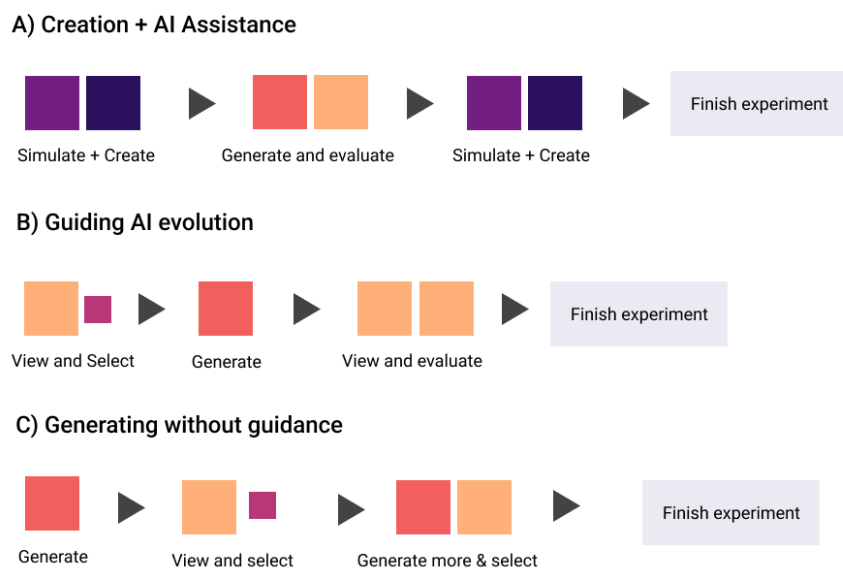 A) Creation + AI Assistance
Simulate + Create
Generate and evaluate
Simulate + Create
Finish experiment
B) Guiding AI evolution
View and Select
Generate
View and evaluate
Finish experiment
C) Generating without guidance
Generate
View and select
Generate more & select
Finish experiment